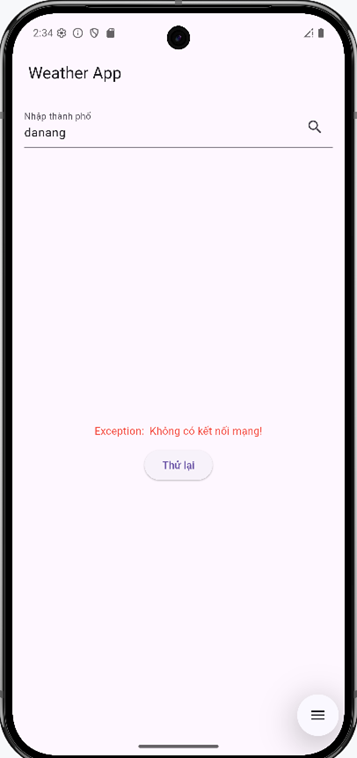 2:34
Weather App
Nhập thành phố
danang
Exception: Không có kết nối mạng!
Thử lại